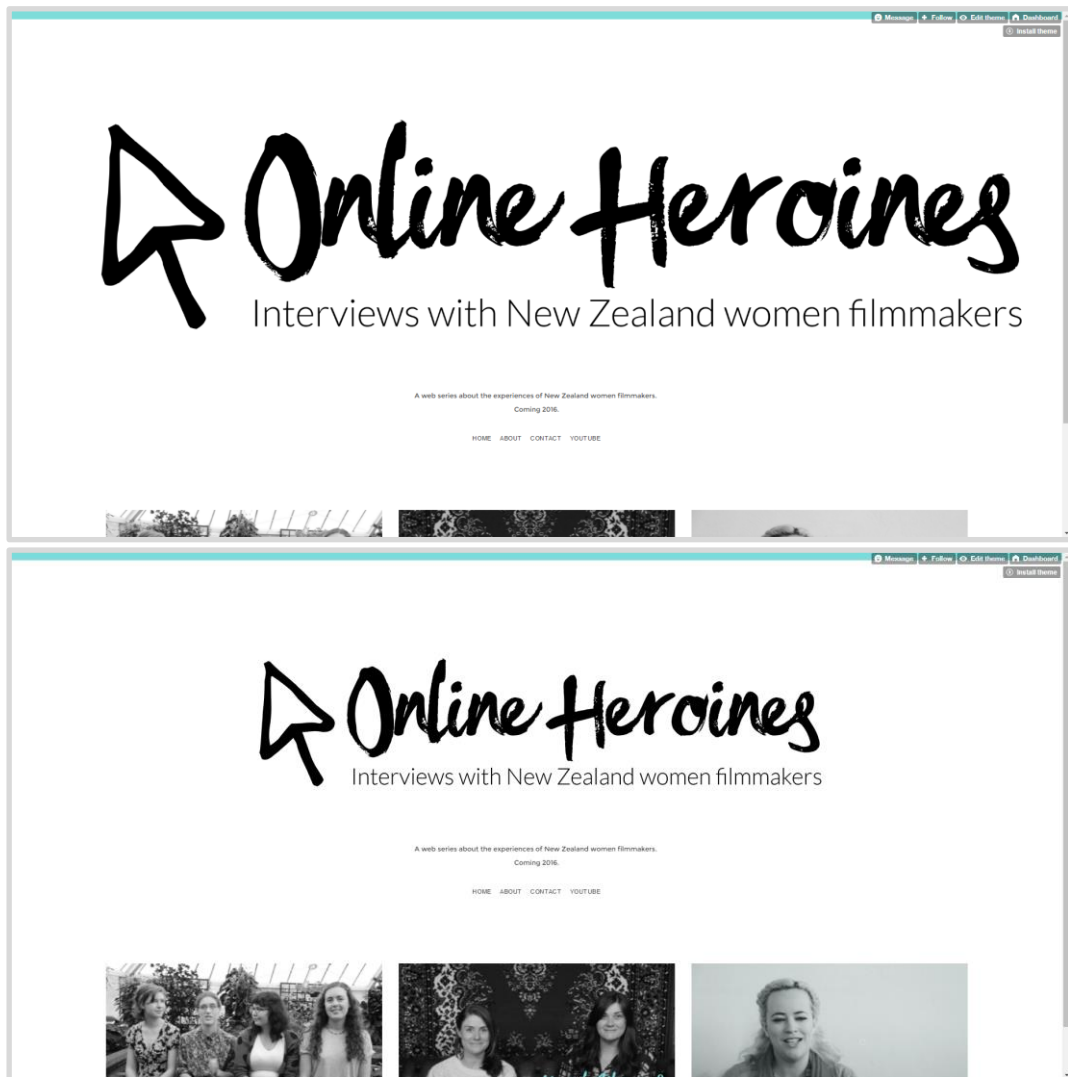 Message Follow Edit theme Dashboard
Install theme
Online Heroines
Interviews with New Zealand women filmmakers
A web series about the experiences of New Zealand women filmmakers.
Coming 2016.
HOME ABOUT CONTACT YOUTUBE
Message Follow Edit theme Dashboard
Install theme
Online Heroines
Interviews with New Zealand women filmmakers
A web series about the experiences of New Zealand women filmmakers.
Coming 2016.
HOME ABOUT CONTACT YOUTUBE